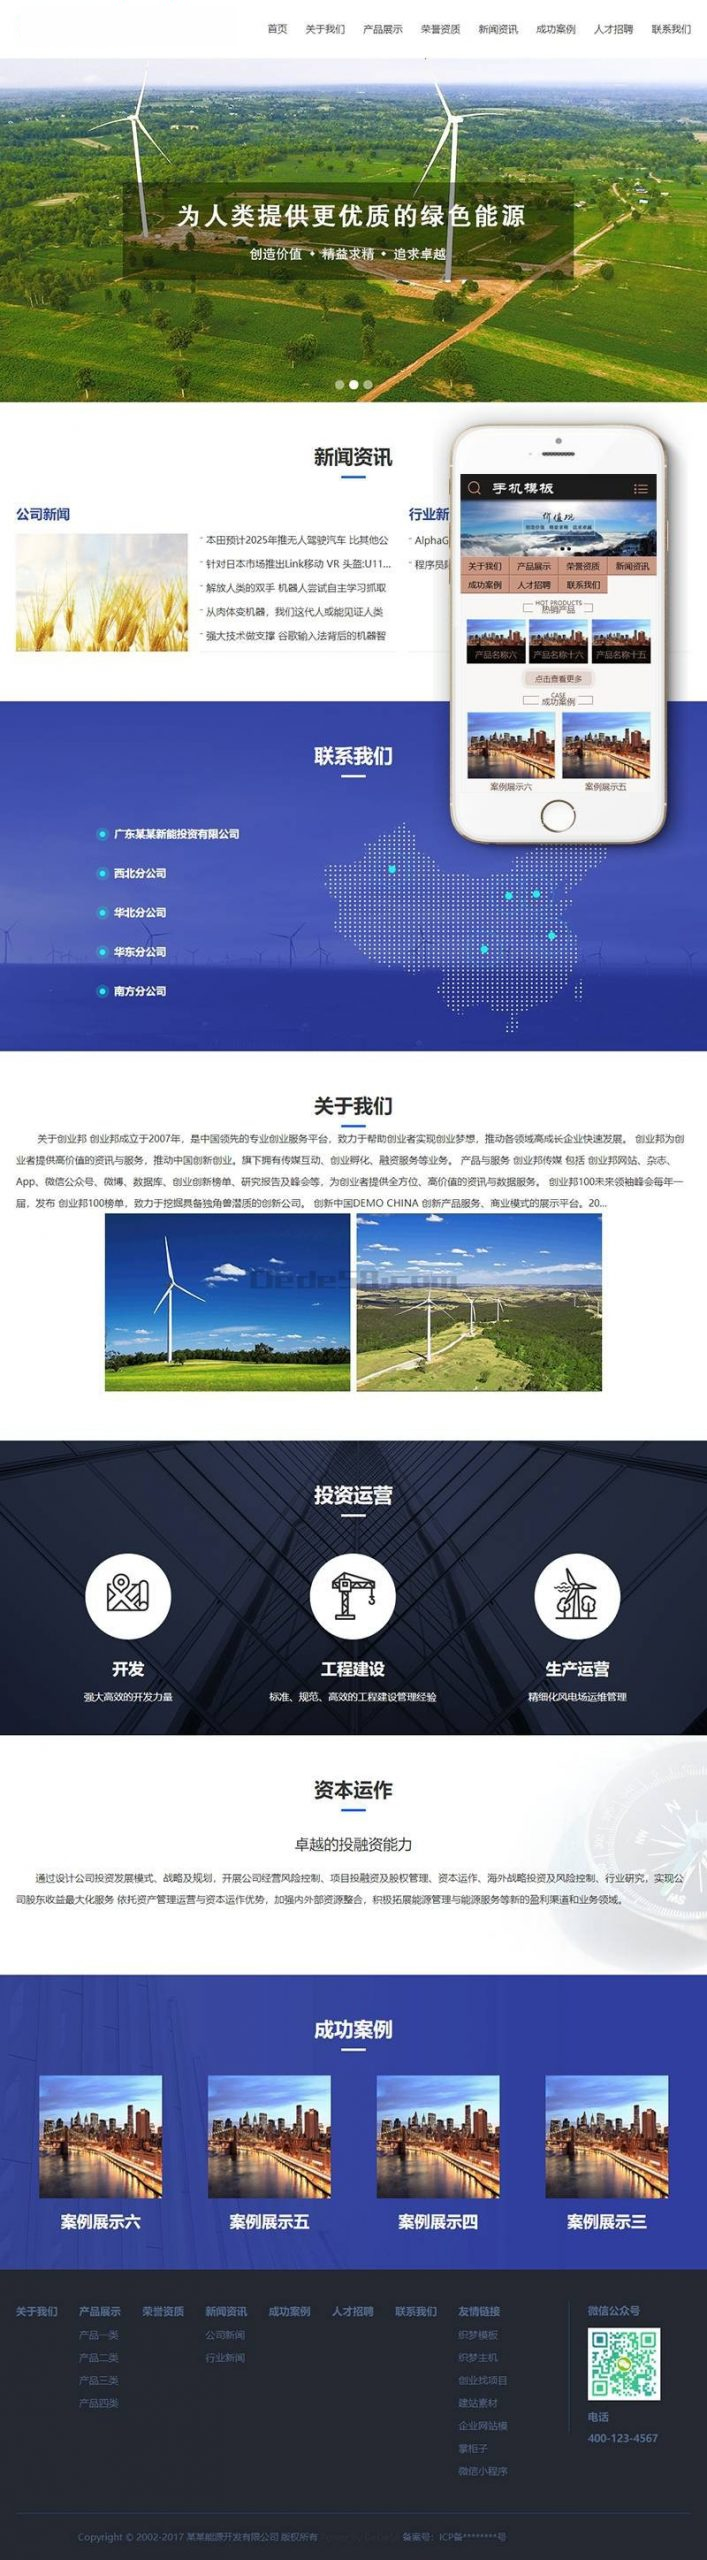 首页 关于我们 产品展示 荣誉资质 新闻资讯 成功案例 人才招聘 联系我们
为人类提供更优质的绿色能源
创造价值 • 精益求精 • 追求卓越
新闻资讯
公司新闻
本田预计2025年推无人驾驶汽车 比其他公
针对日本市场推出Link移动 VR 头盔:U11...
解放人类的双手 机器人尝试自主学习抓取
从肉体变机器，我们这代人或能见证人类
强大技术做支撑 谷歌输入法背后的机器智
行业新
AlphaG
程序员
手机模板
价值观
关于我们 产品展示 荣誉资质 新闻资讯
成功案例 人才招聘 联系我们
HOT PRODUCTS
热销产品
产品名称六 产品名称十六 产品名称十五
点击查看更多
CASE
成功案例
案例展示六 案例展示五
联系我们
广东某某新能投资有限公司
西北分公司
华北分公司
华东分公司
南方分公司
关于我们
关于创业邦 创业邦成立于2007年，是中国领先的专业创业服务平台，致力于帮助创业者实现创业梦想，推动各领域高成长企业快速发展。 创业邦为创
业者提供高价值的资讯与服务，推动中国创新创业。旗下拥有传媒互动、创业孵化、融资服务等业务。 产品与服务 创业邦传媒 包括 创业邦网站、杂志、
App、微信公众号、微博、数据库、创业创新榜单、研究报告及峰会等，为创业者提供全方位、高价值的资讯与数据服务。 创业邦100未来领袖峰会每年一
届，发布 创业邦100榜单，致力于挖掘具备独角兽潜质的创新公司。 创新中国DEMO CHINA 创新产品服务、商业模式的展示平台。20...
Dede58.com
投资运营
开发 工程建设 生产运营
强大高效的开发力量 标准、规范、高效的工程建设管理经验 精细化风电场运维管理
资本运作
卓越的投融资能力
通过设计公司投资发展模式、战略及规划，开展公司经营风险控制、项目投融资及股权管理、资本运作、海外战略投资及风险控制、行业研究，实现公
司股东收益最大化服务 依托资产管理运营与资本运作优势，加强内外部资源整合，积极拓展能源管理与能源服务等新的盈利渠道和业务领域。
成功案例
案例展示六 案例展示五 案例展示四 案例展示三
关于我们 产品展示 荣誉资质 新闻资讯 成功案例 人才招聘 联系我们 友情链接 微信公众号
产品一类 公司新闻 织梦模板
产品二类 行业新闻 织梦主机
产品三类 创业找项目
产品四类 建站素材
企业网站模
掌柜子
微信小程序
电话
400-123-4567
Copyright © 2002-2017 某某能源开发有限公司 版权所有 备案号：ICP备********号